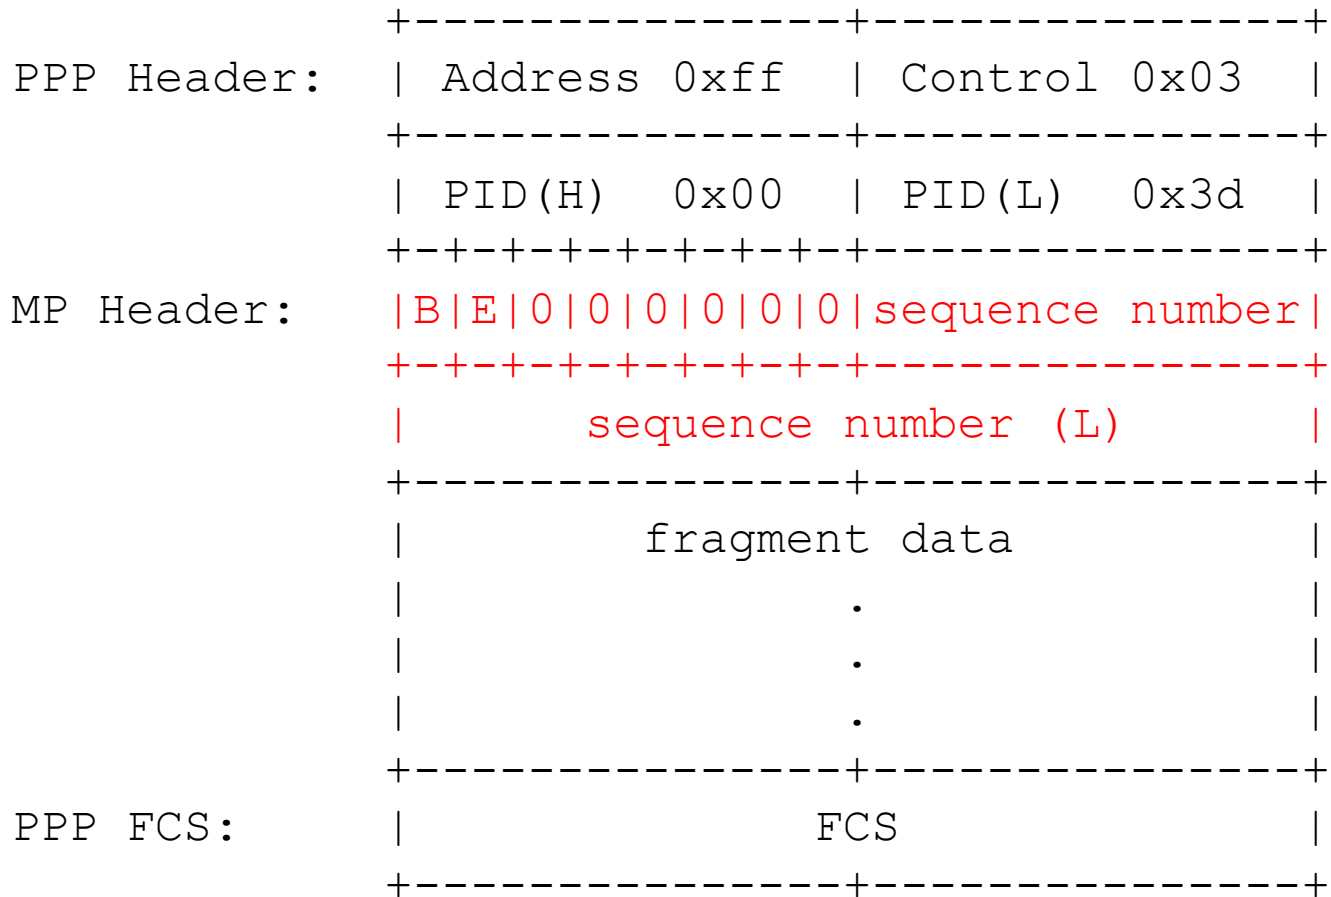 +---------------+---------------+
PPP Header: | Address 0xff  | Control 0x03  |
            +---------------+---------------+
            | PID(H)  0x00  | PID(L)  0x3d  |
            +-+-+-+-+-+-+-+-+---------------+
MP Header:  |B|E|0|0|0|0|0|0|sequence number|
            +-+-+-+-+-+-+-+-+---------------+
            |      sequence number (L)      |
            +---------------+---------------+
            |        fragment data          |
            |               .               |
            |               .               |
            |               .               |
            +---------------+---------------+
PPP FCS:    |              FCS              |
            +---------------+---------------+